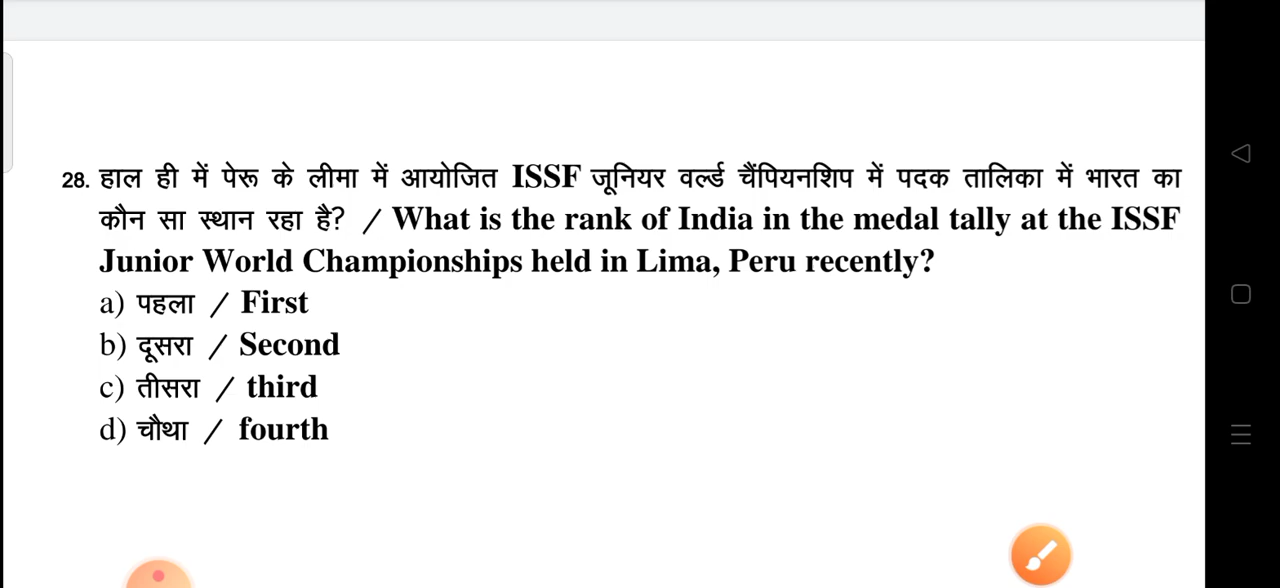 28. हाल ही में पेरू के लीमा में आयोजित ISSF जूनियर वर्ल्ड चैंपियनशिप में पदक तालिका में भारत का
कौन सा स्थान रहा है? / What is the rank of India in the medal tally at the ISSF
Junior World Championships held in Lima, Peru recently?
a) पहला / First
b) दूसरा / Second
c) तीसरा / third
d) चौथा / fourth